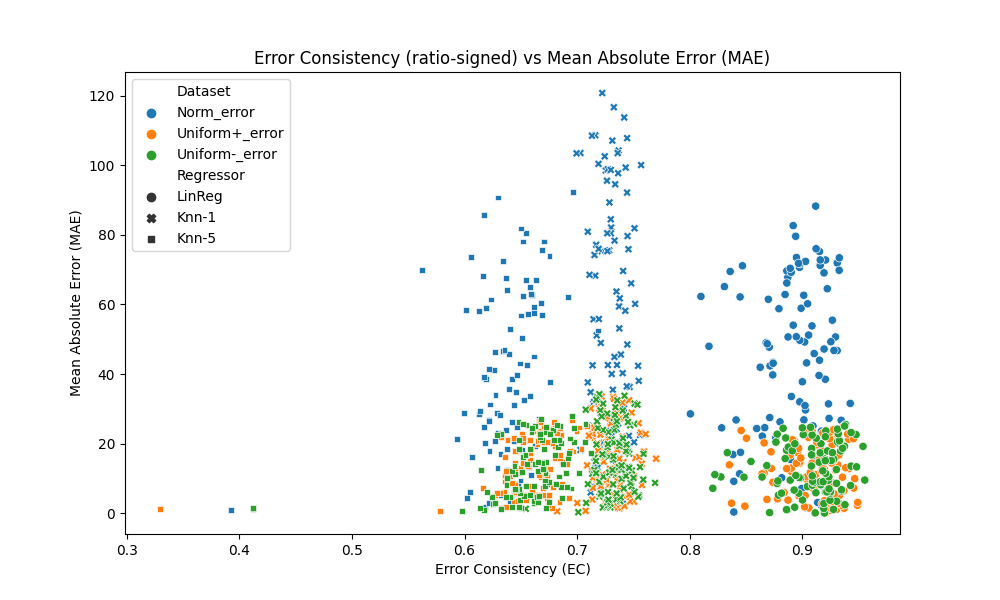 Error Consistency (ratio-signed) vs Mean Absolute Error (MAE)
Dataset
Norm_error
Uniform+_error
Uniform-_error
Regressor
LinReg
Knn-1
Knn-5
Mean Absolute Error (MAE)
120
100
80
60
40
20
0
0.3 0.4 0.5 0.6 0.7 0.8 0.9
Error Consistency (EC)